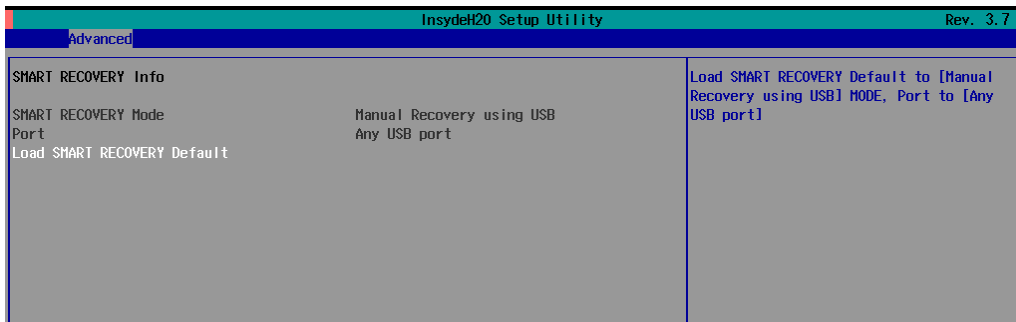 InsydeH20 Setup Utility Rev. 3.7
Advanced
SMART RECOVERY Info
SMART RECOVERY Mode Manual Recovery using USB
Port Any USB port
Load SMART RECOVERY Default
Load SMART RECOVERY Default to [Manual
Recovery using USB] MODE, Port to [Any
USB port]